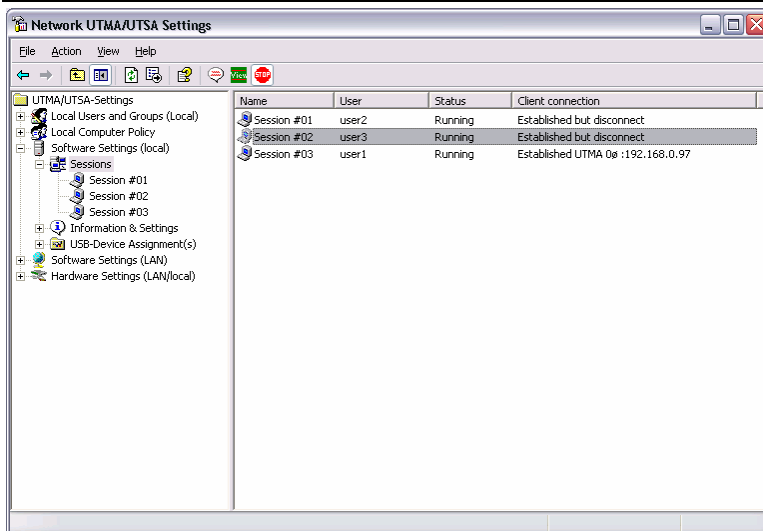 Network UTMA/UTSA Settings
File Action View Help
View STOP
UTMA/UTSA-Settings
Local Users and Groups (Local)
Local Computer Policy
Software Settings (local)
Sessions
Session #01
Session #02
Session #03
Information & Settings
USB-Device Assignment(s)
Software Settings (LAN)
Hardware Settings (LAN/local)
Name User Status Client connection
Session #01 user2 Running Established but disconnect
Session #02 user3 Running Established but disconnect
Session #03 user1 Running Established UTMA 0ø :192.168.0.97